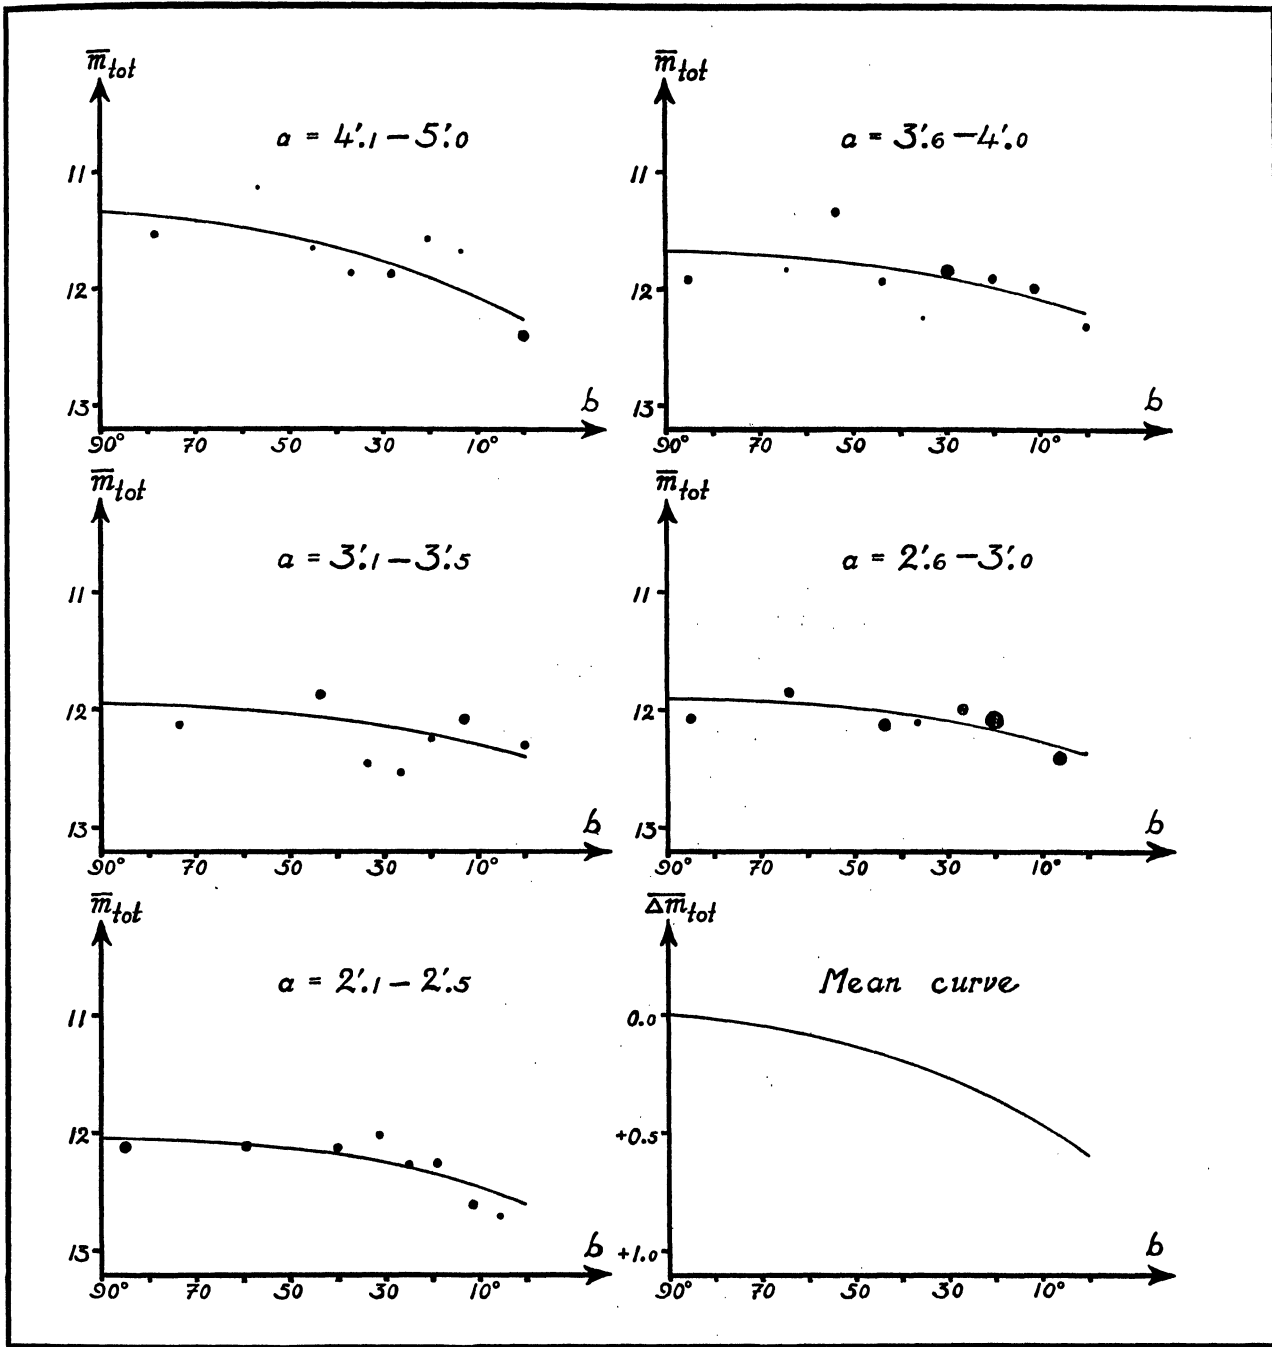 m̅ tot
a = 4'.1 – 5'.0
11
12
13
b
90° 70 50 30 10°
m̅ tot
a = 3'.6 – 4'.0
11
12
13
b
90° 70 50 30 10°
m̅ tot
a = 3'.1 – 3'.5
11
12
13
b
90° 70 50 30 10°
m̅ tot
a = 2'.6 – 3'.0
11
12
13
b
90° 70 50 30 10°
m̅ tot
a = 2'.1 – 2'.5
11
12
13
b
90° 70 50 30 10°
Δm̅ tot
Mean curve
0.0
+0.5
+1.0
b
90° 70 50 30 10°